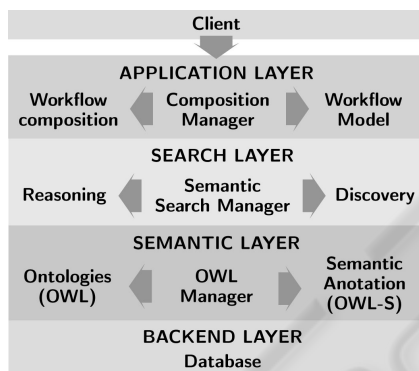 Client
APPLICATION LAYER
Workflow composition
Composition Manager
Workflow Model
SEARCH LAYER
Reasoning
Semantic Search Manager
Discovery
SEMANTIC LAYER
Ontologies (OWL)
OWL Manager
Semantic Anotation (OWL-S)
BACKEND LAYER
Database